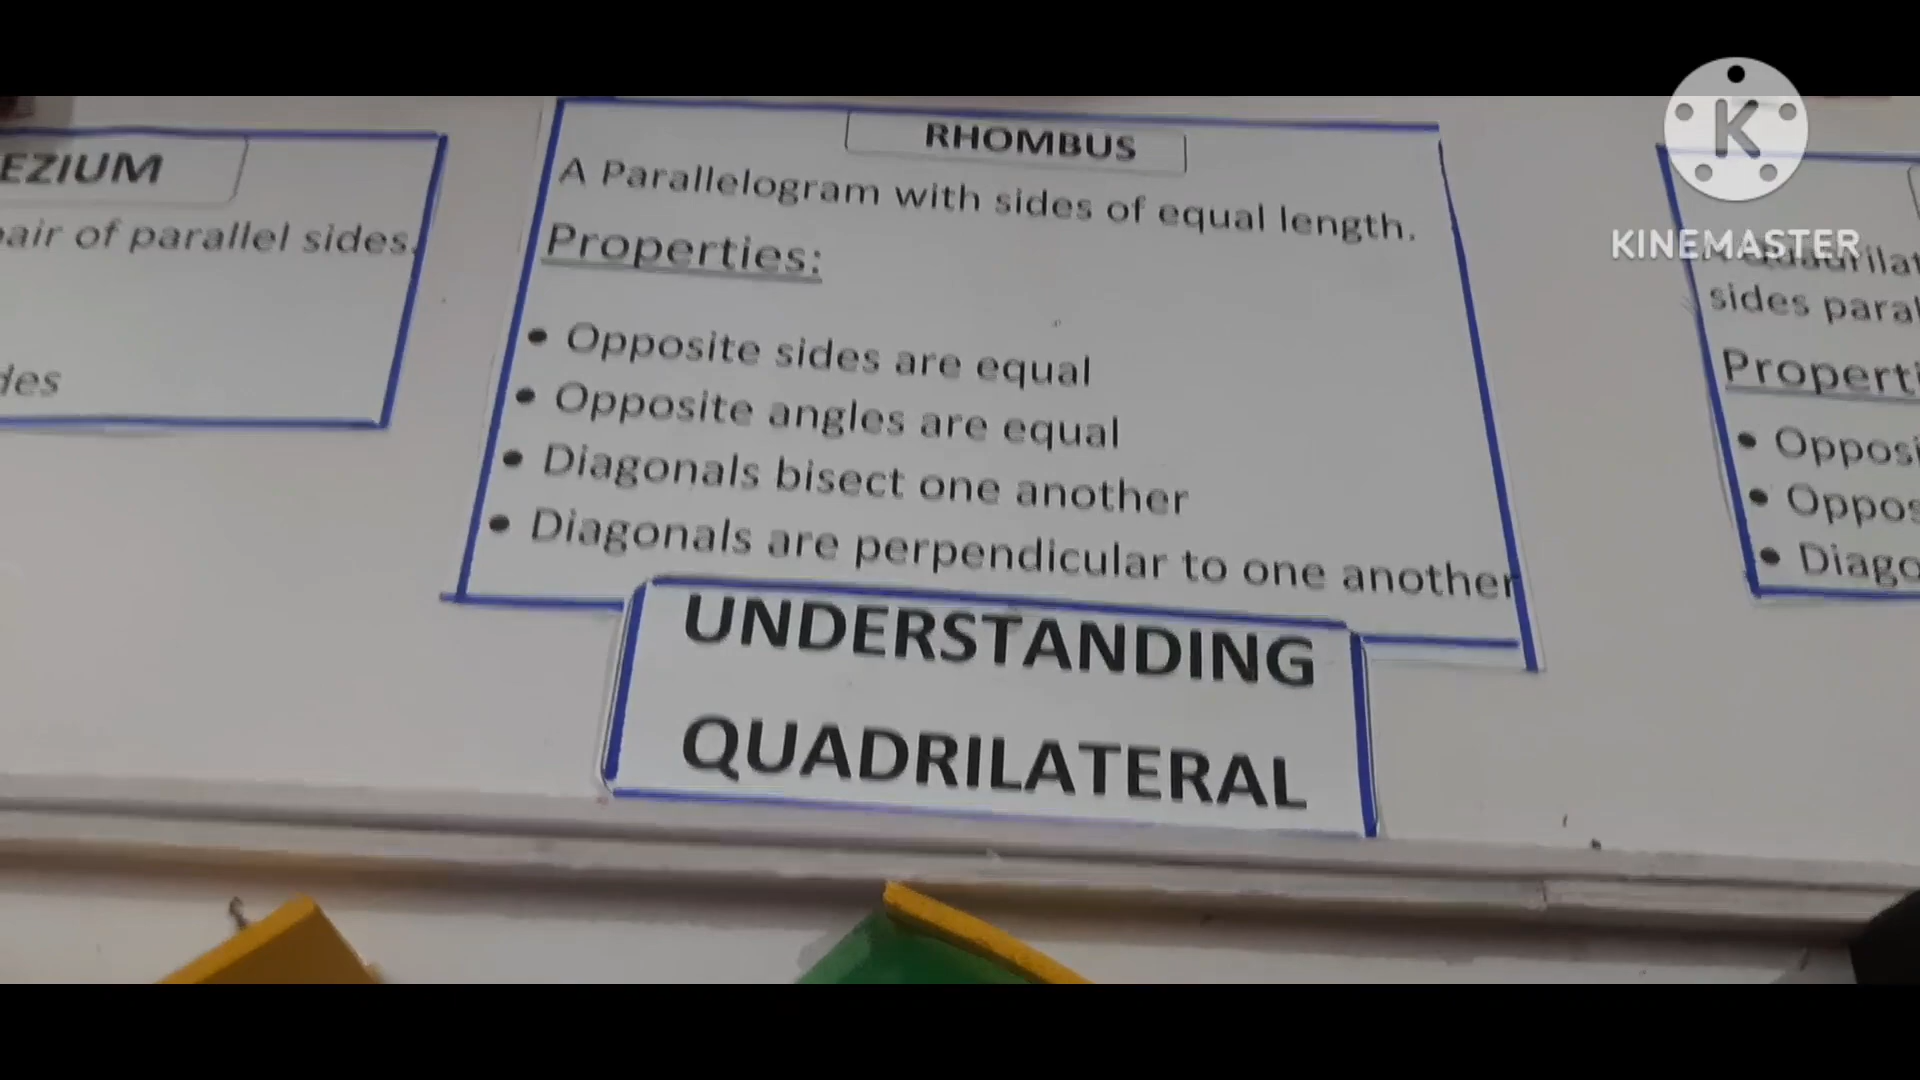 EZIUM
pair of parallel sides.
des
RHOMBUS
A Parallelogram with sides of equal length.
Properties:
• Opposite sides are equal
• Opposite angles are equal
• Diagonals bisect one another
• Diagonals are perpendicular to one another
UNDERSTANDING
QUADRILATERAL
sides paral
Properti
• Opposi
• Oppos
• Diago
K
KINEMASTER